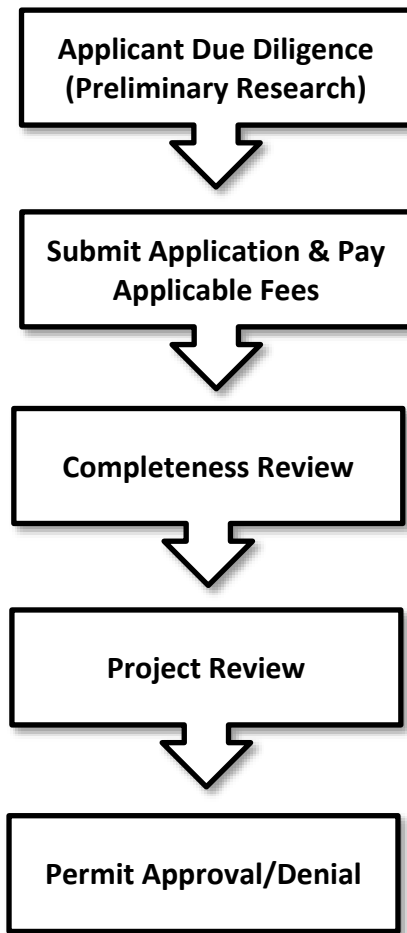 Applicant Due Diligence
(Preliminary Research)
Submit Application & Pay
Applicable Fees
Completeness Review
Project Review
Permit Approval/Denial